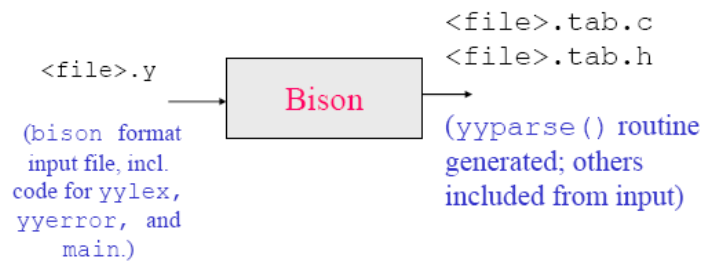 <file>.y
(bison format
input file, incl.
code for yylex,
yyerror, and
main.)
Bison
<file>.tab.c
<file>.tab.h
(yyparse() routine
generated; others
included from input)